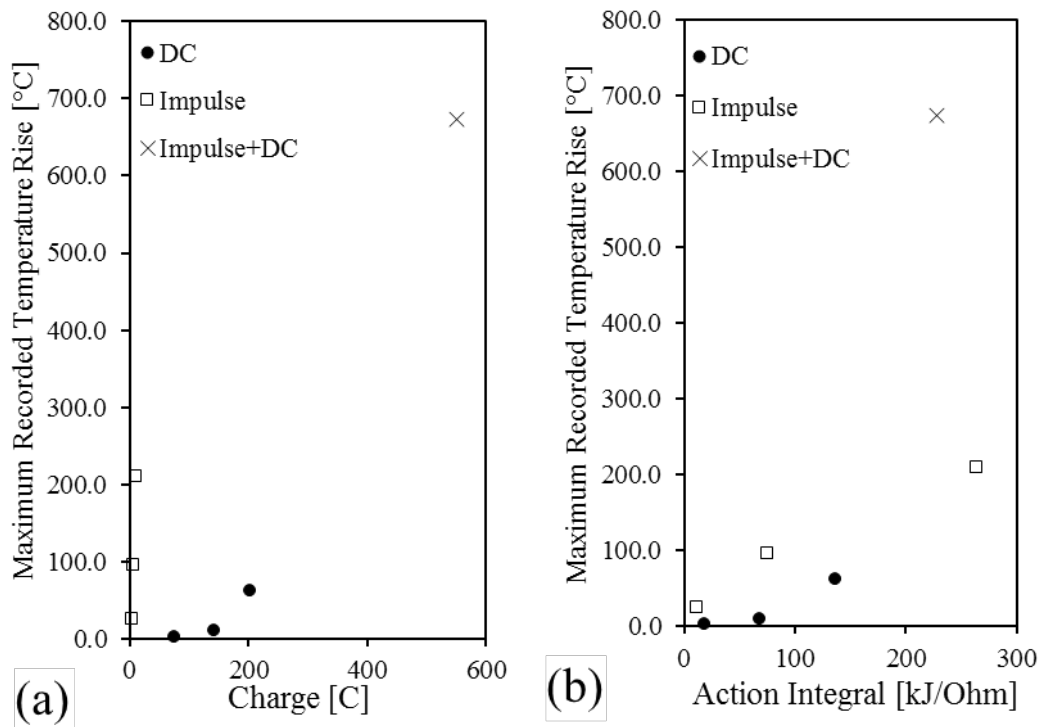 Maximum Recorded Temperature Rise [°C]
800.0
700.0
600.0
500.0
400.0
300.0
200.0
100.0
0.0
DC
Impulse
Impulse+DC
0 200 400 600
Charge [C]
(a)
Maximum Recorded Temperature Rise [°C]
800.0
700.0
600.0
500.0
400.0
300.0
200.0
100.0
0.0
DC
Impulse
Impulse+DC
0 100 200 300
Action Integral [kJ/Ohm]
(b)